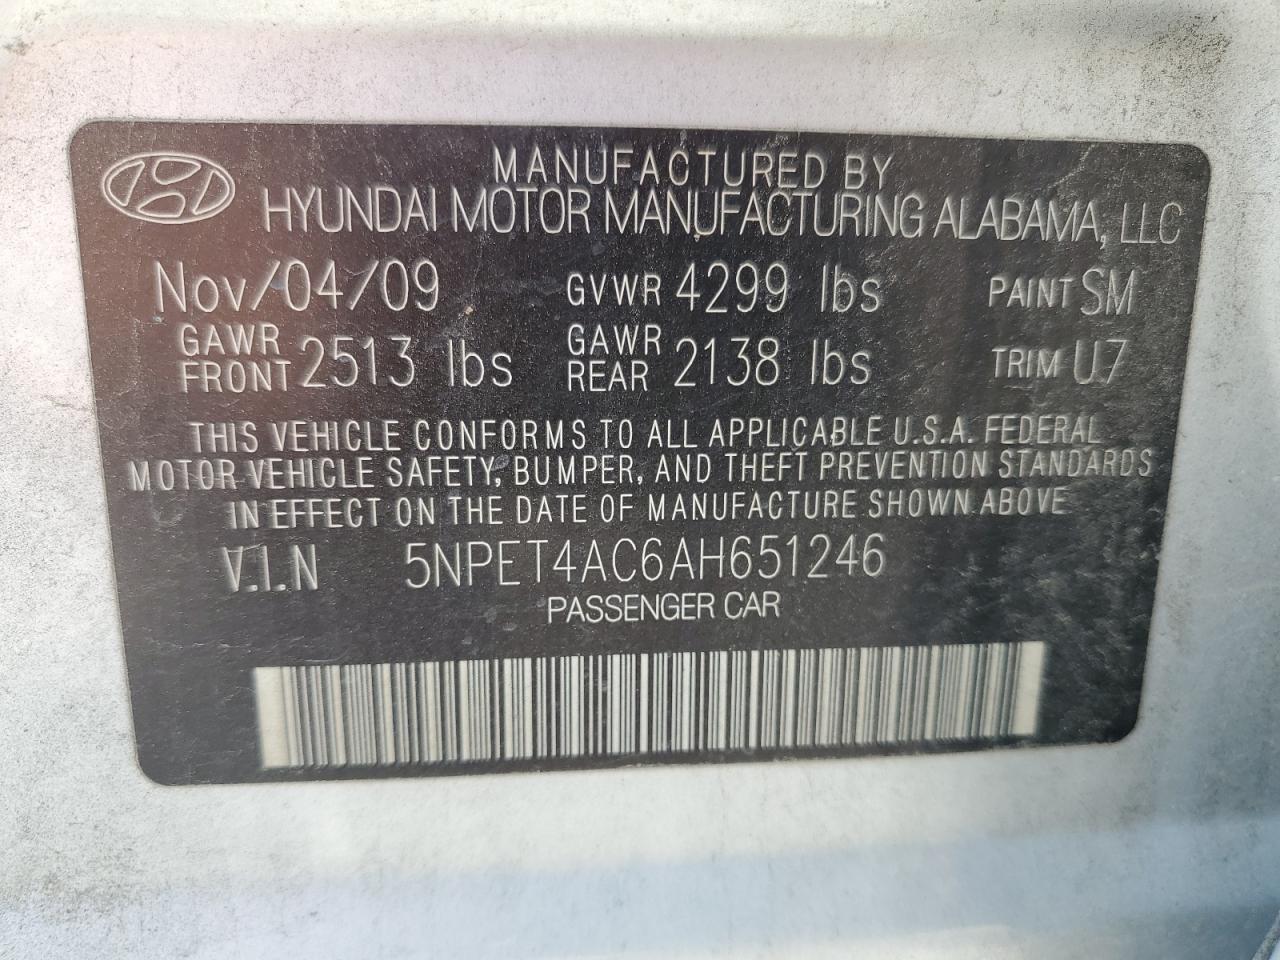 MANUFACTURED BY
HYUNDAI MOTOR MANUFACTURING ALABAMA, LLC
Nov/04/09 GVWR 4299 lbs PAINT SM
GAWR FRONT 2513 lbs GAWR REAR 2138 lbs TRIM U7
THIS VEHICLE CONFORMS TO ALL APPLICABLE U.S.A. FEDERAL
MOTOR VEHICLE SAFETY, BUMPER, AND THEFT PREVENTION STANDARDS
IN EFFECT ON THE DATE OF MANUFACTURE SHOWN ABOVE
V.I.N 5NPET4AC6AH651246
PASSENGER CAR